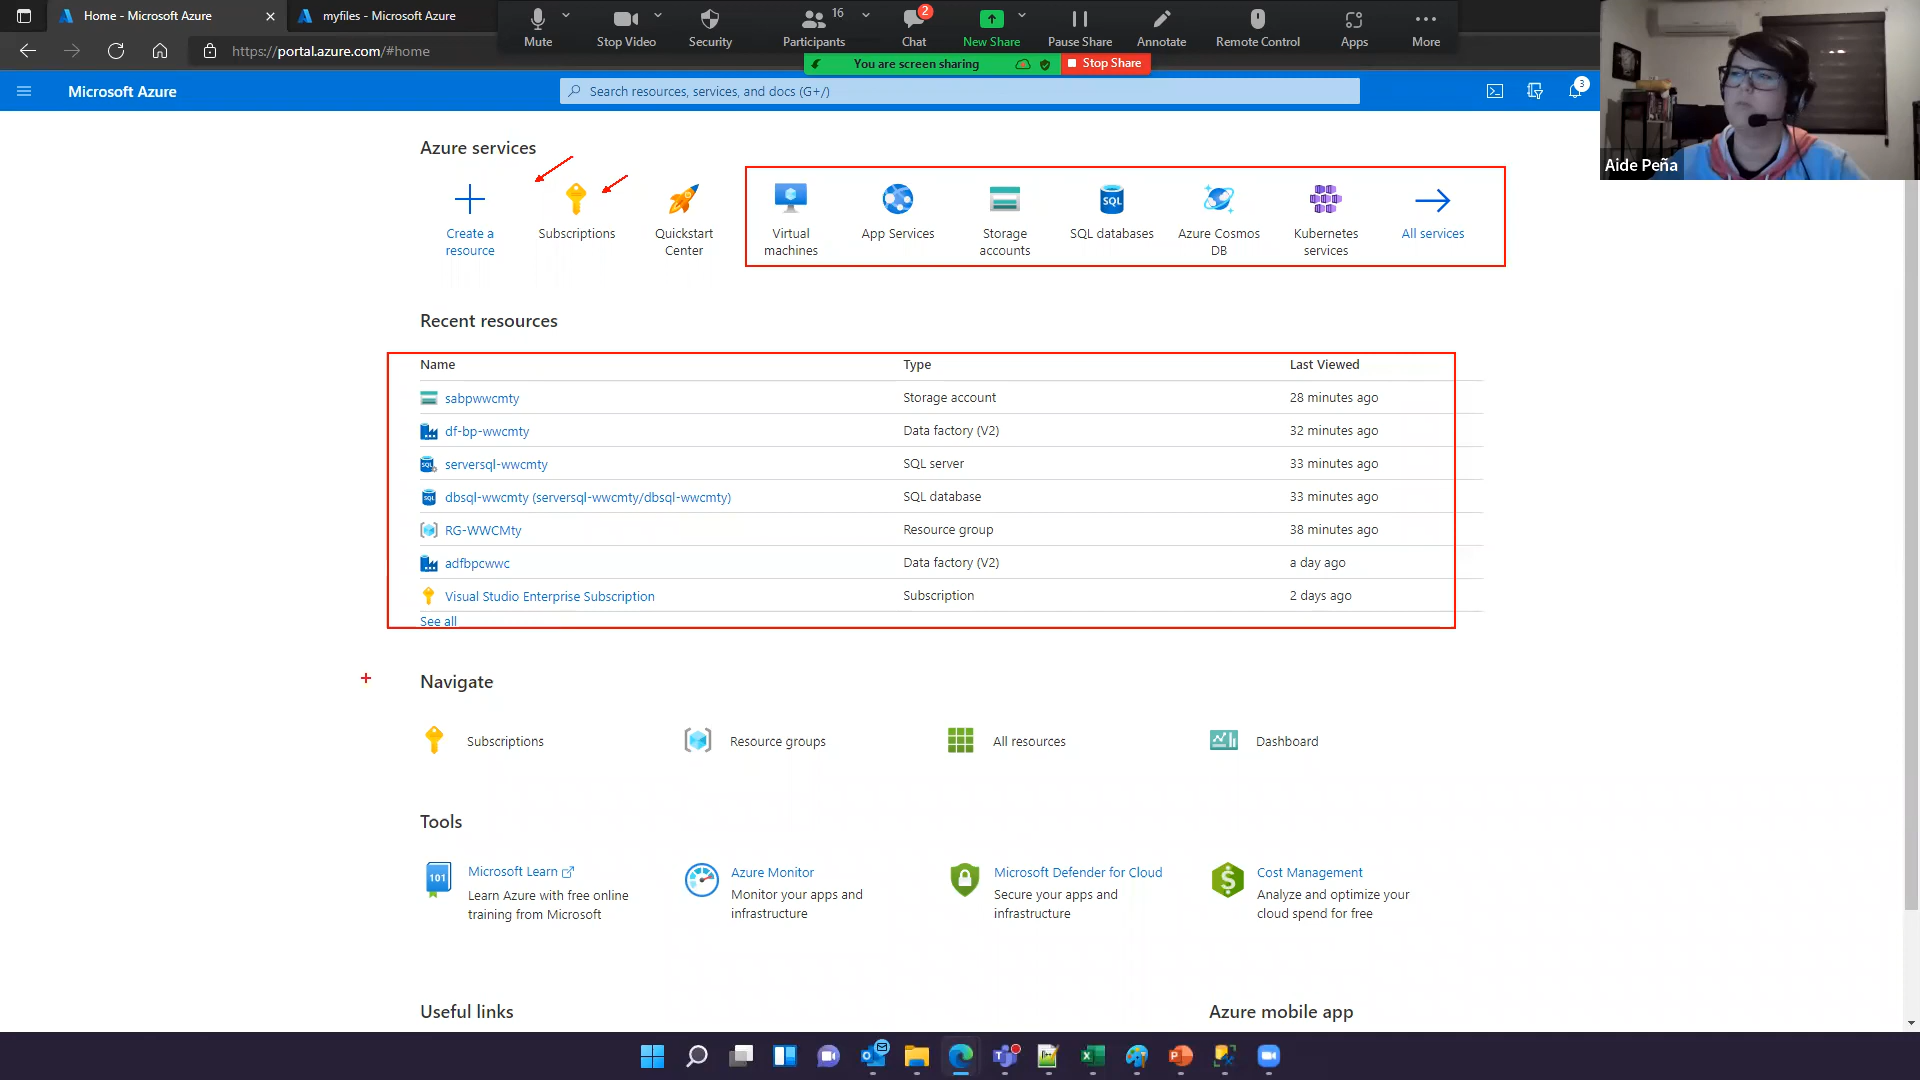 Home - Microsoft Azure
myfiles - Microsoft Azure
Mute
Stop Video
Security
Participants
16
Chat
2
New Share
Pause Share
Annotate
Remote Control
Apps
More
https://portal.azure.com/#home
You are screen sharing
Stop Share
Microsoft Azure
Search resources, services, and docs (G+/)
3
Aide Peña
Azure services
Create a
resource
Subscriptions
Quickstart
Center
Virtual
machines
App Services
Storage
accounts
SQL
SQL databases
Azure Cosmos
DB
Kubernetes
services
All services
Recent resources
Name Type Last Viewed
sabpwwcmty Storage account 28 minutes ago
df-bp-wwcmty Data factory (V2) 32 minutes ago
serversql-wwcmty SQL server 33 minutes ago
dbsql-wwcmty (serversql-wwcmty/dbsql-wwcmty) SQL database 33 minutes ago
RG-WWCMty Resource group 38 minutes ago
adfbpcwwc Data factory (V2) a day ago
Visual Studio Enterprise Subscription Subscription 2 days ago
See all
Navigate
Subscriptions
Resource groups
All resources
Dashboard
Tools
101
Microsoft Learn
Learn Azure with free online
training from Microsoft
Azure Monitor
Monitor your apps and
infrastructure
Microsoft Defender for Cloud
Secure your apps and
infrastructure
Cost Management
Analyze and optimize your
cloud spend for free
Useful links
Azure mobile app